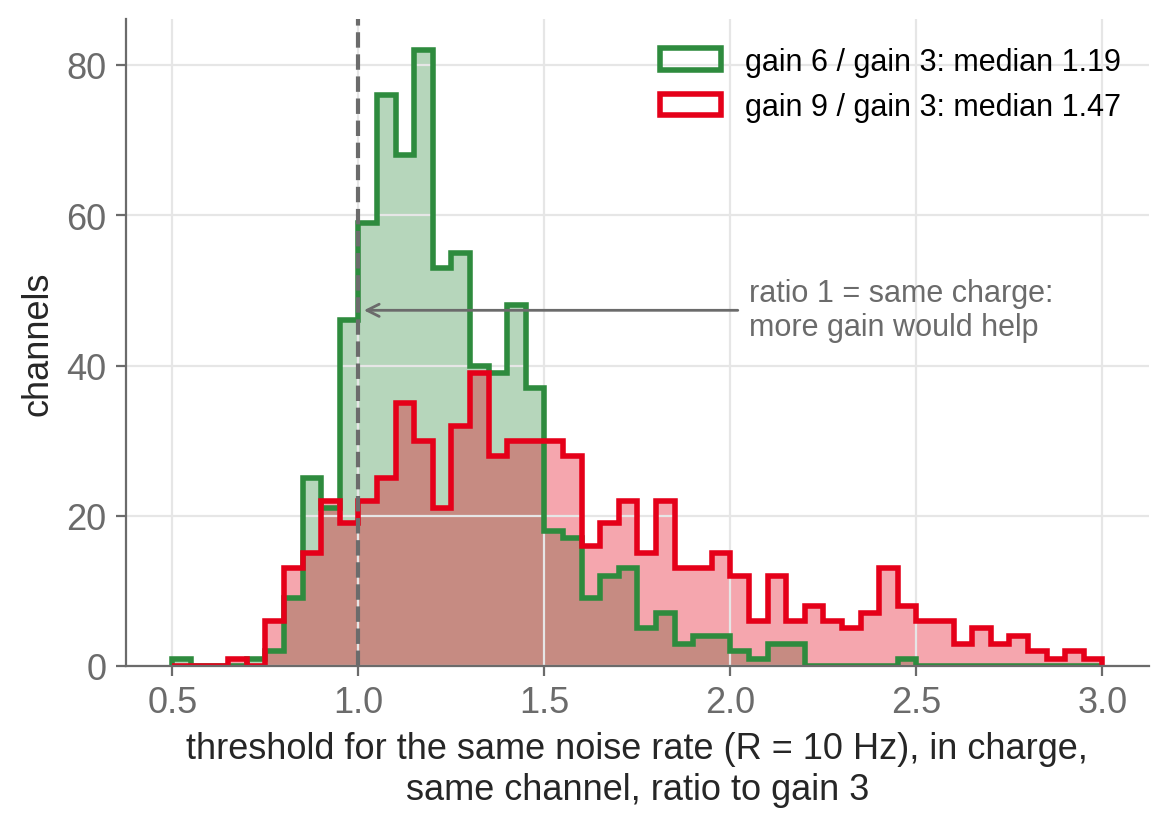 gain 6 / gain 3: median 1.19
gain 9 / gain 3: median 1.47
ratio 1 = same charge:
more gain would help
channels
80
60
40
20
0
0.5 1.0 1.5 2.0 2.5 3.0
threshold for the same noise rate (R = 10 Hz), in charge,
same channel, ratio to gain 3